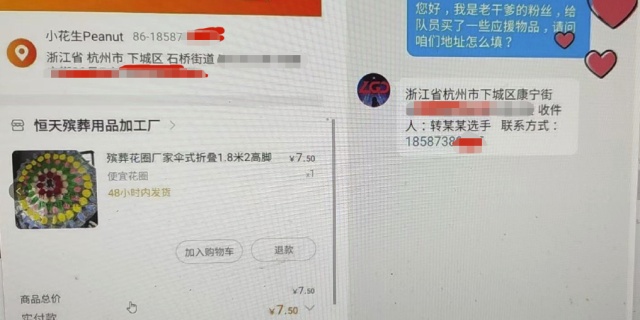 小花生Peanut 86-18587
浙江省 杭州市 下城区 石桥街道
恒天殡葬用品加工厂 >
殡葬花圈厂家伞式折叠1.8米2高脚 ¥7.50
便宜花圈 x1
48小时内发货
加入购物车 退款
¥7.50
商品总价
¥7.50
实付款
您好，我是老干爹的粉丝，给
队员买了一些应援物品，请问
咱们地址怎么填？
LGD
浙江省杭州市下城区康宁街
收件
人：转某某选手 联系方式：
1858738